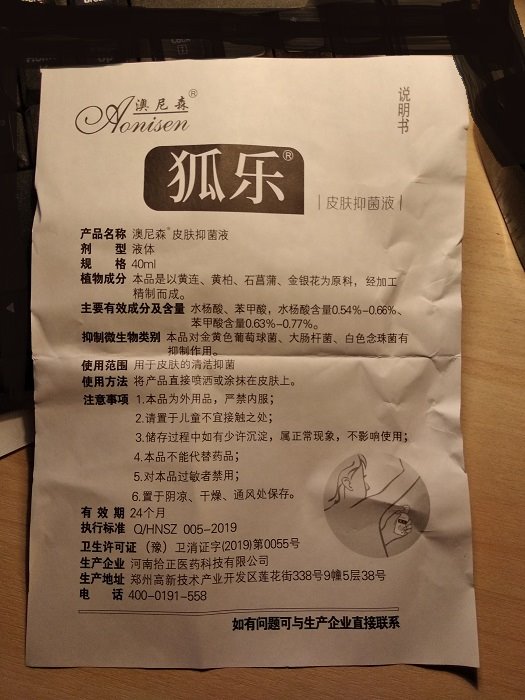 澳尼森®
Aonisen
说明书
狐乐®
皮肤抑菌液
产品名称 澳尼森®皮肤抑菌液
剂 型 液体
规 格 40ml
植物成分 本品是以黄连、黄柏、石菖蒲、金银花为原料，经加工
精制而成。
主要有效成分及含量 水杨酸、苯甲酸，水杨酸含量0.54%-0.66%、
苯甲酸含量0.63%-0.77%。
抑制微生物类别 本品对金黄色葡萄球菌、大肠杆菌、白色念珠菌有
抑制作用。
使用范围 用于皮肤的清洁抑菌
使用方法 将产品直接喷洒或涂抹在皮肤上。
注意事项 1.本品为外用品，严禁内服；
2.请置于儿童不宜接触之处；
3.储存过程中如有少许沉淀，属正常现象，不影响使用；
4.本品不能代替药品；
5.对本品过敏者禁用；
6.置于阴凉、干燥、通风处保存。
有 效 期 24个月
执行标准 Q/HNSZ 005-2019
卫生许可证 （豫）卫消证字(2019)第0055号
生产企业 河南拾正医药科技有限公司
生产地址 郑州高新技术产业开发区莲花街338号9幢5层38号
电 话 400-0191-558
如有问题可与生产企业直接联系